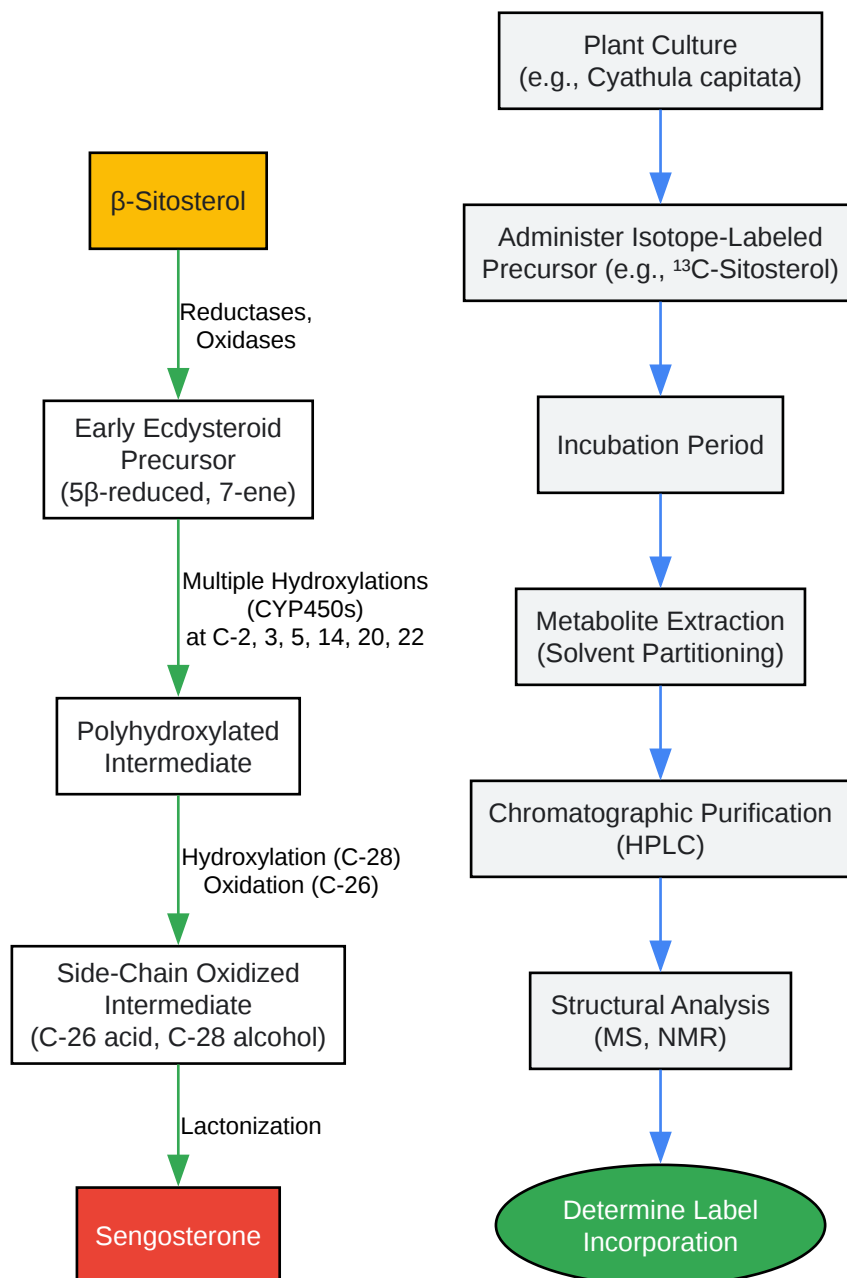 β-Sitosterol
Reductases,
Oxidases
Early Ecdysteroid
Precursor
(5β-reduced, 7-ene)
Multiple Hydroxylations
(CYP450s)
at C-2, 3, 5, 14, 20, 22
Polyhydroxylated
Intermediate
Hydroxylation (C-28)
Oxidation (C-26)
Side-Chain Oxidized
Intermediate
(C-26 acid, C-28 alcohol)
Lactonization
Sengosterone
Plant Culture
(e.g., Cyathula capitata)
Administer Isotope-Labeled
Precursor (e.g., ¹³C-Sitosterol)
Incubation Period
Metabolite Extraction
(Solvent Partitioning)
Chromatographic Purification
(HPLC)
Structural Analysis
(MS, NMR)
Determine Label
Incorporation